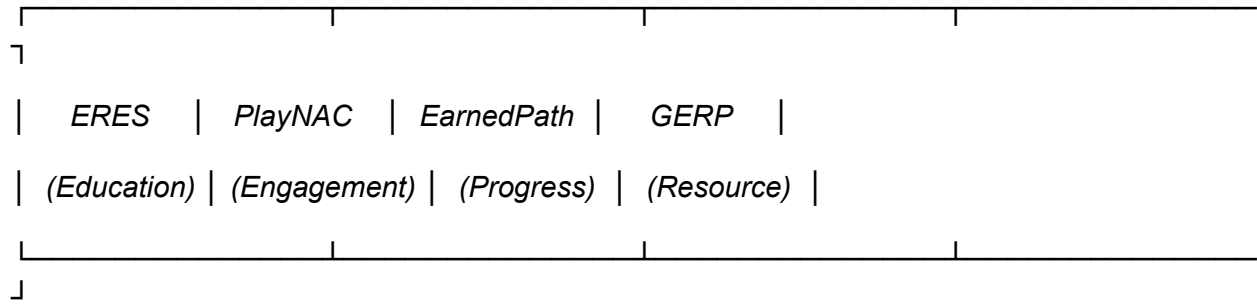 │ ERES │ PlayNAC │ EarnedPath │ GERP │
│ (Education) │ (Engagement) │ (Progress) │ (Resource) │